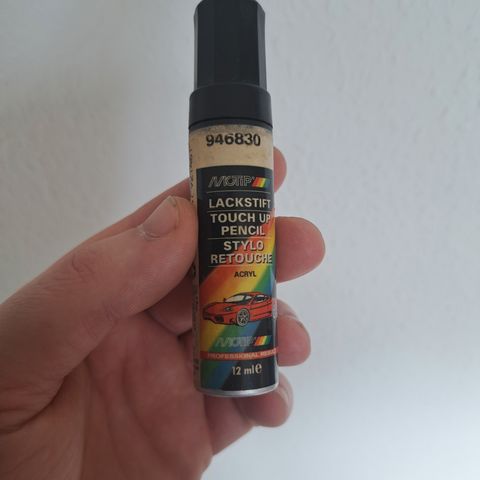 946830
MOTIP
LACKSTIFT
TOUCH UP
PENCIL
STYLO
RETOUCHE
ACRYL
MOTIP
PROFESSIONAL
12 ml e